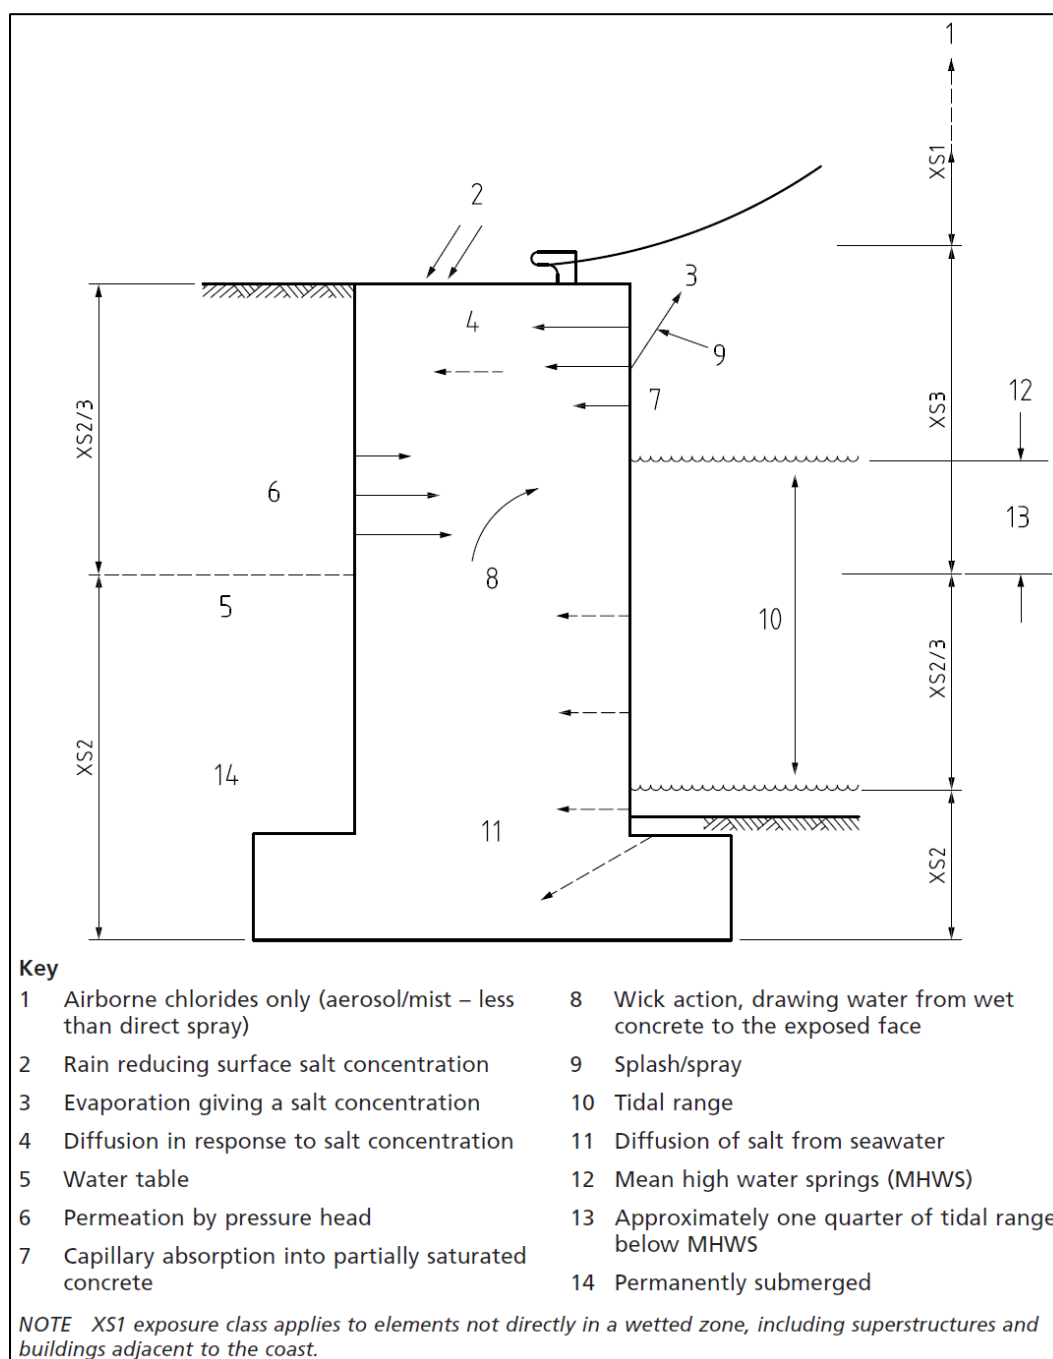 1
XS1
2
3
4
9
12
7
XS2/3
XS3
6
13
8
5
10
XS2/3
14
XS2
11
XS2
Key
1 Airborne chlorides only (aerosol/mist – less
than direct spray)
2 Rain reducing surface salt concentration
3 Evaporation giving a salt concentration
4 Diffusion in response to salt concentration
5 Water table
6 Permeation by pressure head
7 Capillary absorption into partially saturated
concrete
8 Wick action, drawing water from wet
concrete to the exposed face
9 Splash/spray
10 Tidal range
11 Diffusion of salt from seawater
12 Mean high water springs (MHWS)
13 Approximately one quarter of tidal range
below MHWS
14 Permanently submerged
NOTE XS1 exposure class applies to elements not directly in a wetted zone, including superstructures and
buildings adjacent to the coast.